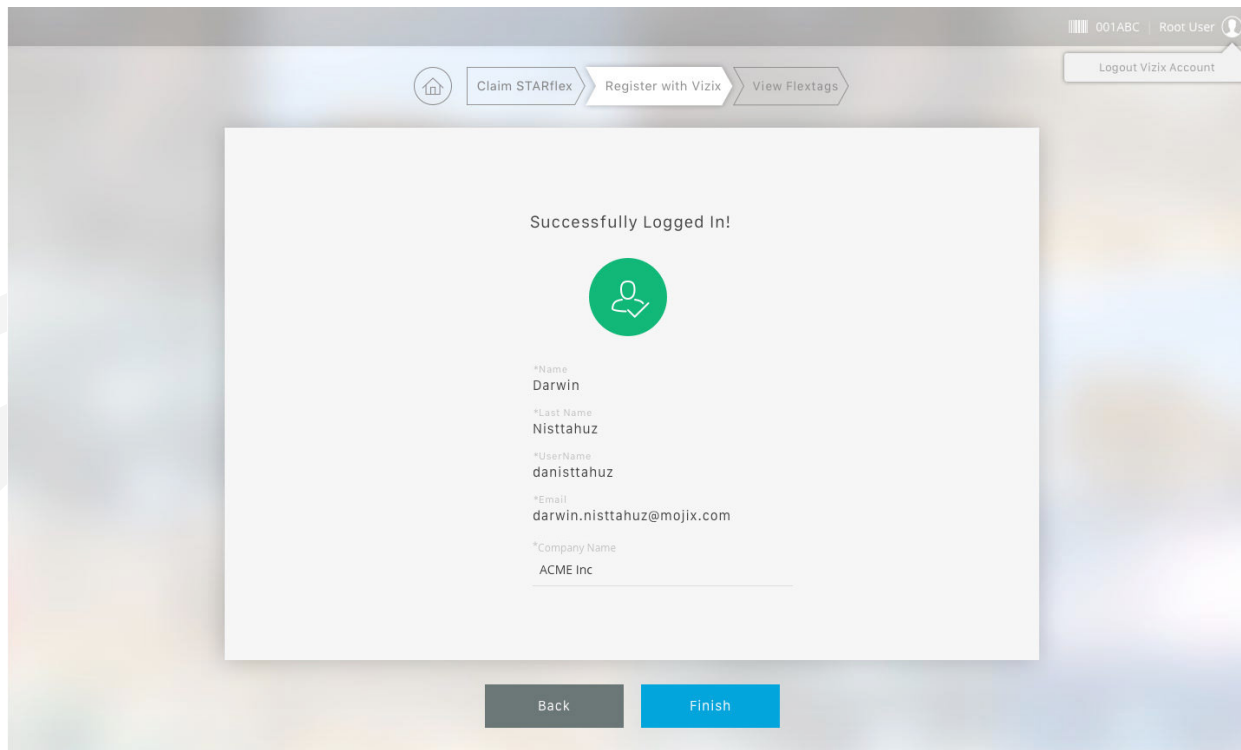 001ABC | Root User
Logout Vizix Account
Claim STARflex
Register with Vizix
View Flextags
Successfully Logged In!
*Name
Darwin
*Last Name
Nisttahuz
*UserName
danisttahuz
*Email
darwin.nisttahuz@mojix.com
*Company Name
ACME Inc
Back
Finish